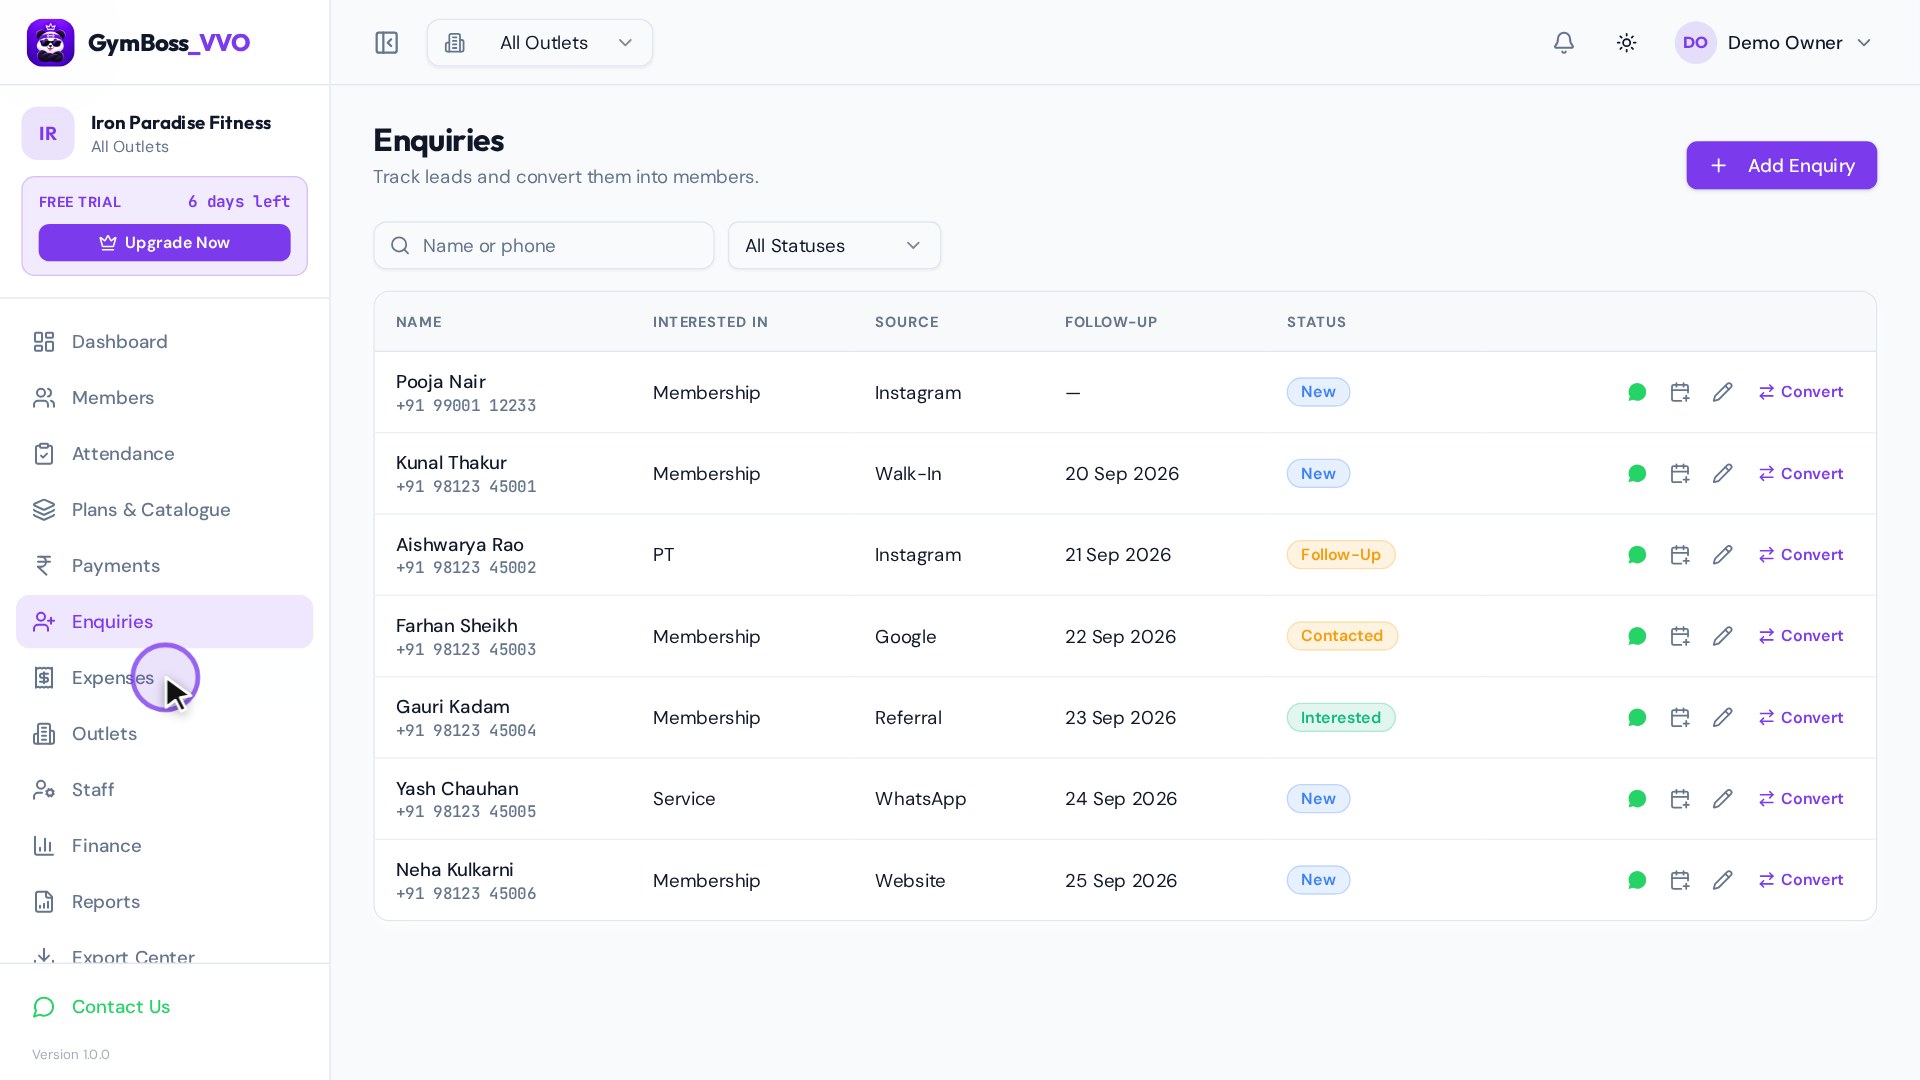 GymBoss_VVO
All Outlets
DO Demo Owner
IR
Iron Paradise Fitness
All Outlets
FREE TRIAL 6 days left
Upgrade Now
Dashboard
Members
Attendance
Plans & Catalogue
Payments
Enquiries
Expenses
Outlets
Staff
Finance
Reports
Export Center
Contact Us
Version 1.0.0
Enquiries
Track leads and convert them into members.
Add Enquiry
Name or phone
All Statuses
NAME INTERESTED IN SOURCE FOLLOW-UP STATUS
Pooja Nair
+91 99001 12233
Membership Instagram — New Convert
Kunal Thakur
+91 98123 45001
Membership Walk-In 20 Sep 2026 New Convert
Aishwarya Rao
+91 98123 45002
PT Instagram 21 Sep 2026 Follow-Up Convert
Farhan Sheikh
+91 98123 45003
Membership Google 22 Sep 2026 Contacted Convert
Gauri Kadam
+91 98123 45004
Membership Referral 23 Sep 2026 Interested Convert
Yash Chauhan
+91 98123 45005
Service WhatsApp 24 Sep 2026 New Convert
Neha Kulkarni
+91 98123 45006
Membership Website 25 Sep 2026 New Convert